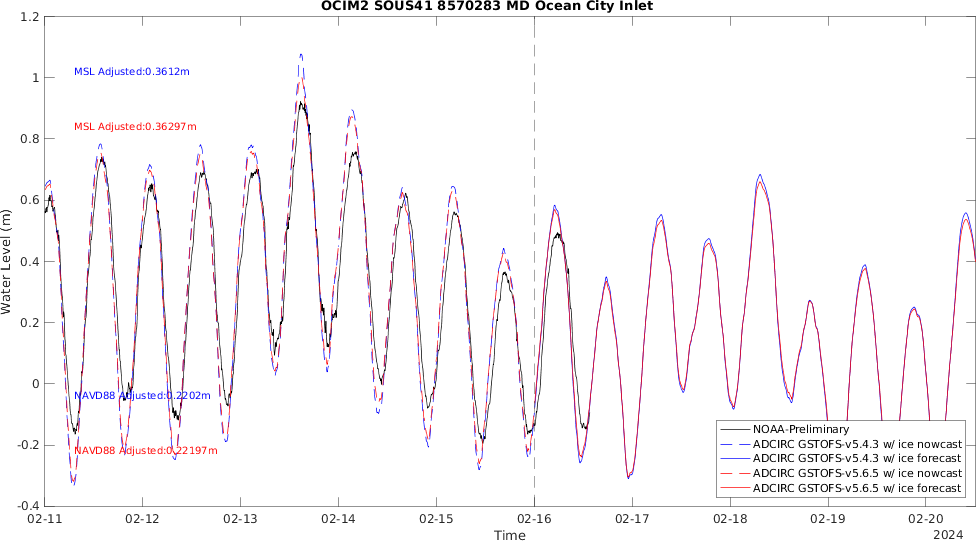 OCIM2 SOUS41 8570283 MD Ocean City Inlet
1.2
1
0.8
0.6
0.4
0.2
0
-0.2
-0.4
Water Level (m)
MSL Adjusted:0.3612m
MSL Adjusted:0.36297m
NAVD88 Adjusted:0.2202m
NAVD88 Adjusted:0.22197m
NOAA-Preliminary
ADCIRC GSTOFS-v5.4.3 w/ ice nowcast
ADCIRC GSTOFS-v5.4.3 w/ ice forecast
ADCIRC GSTOFS-v5.6.5 w/ ice nowcast
ADCIRC GSTOFS-v5.6.5 w/ ice forecast
02-11 02-12 02-13 02-14 02-15 02-16 02-17 02-18 02-19 02-20
Time
2024